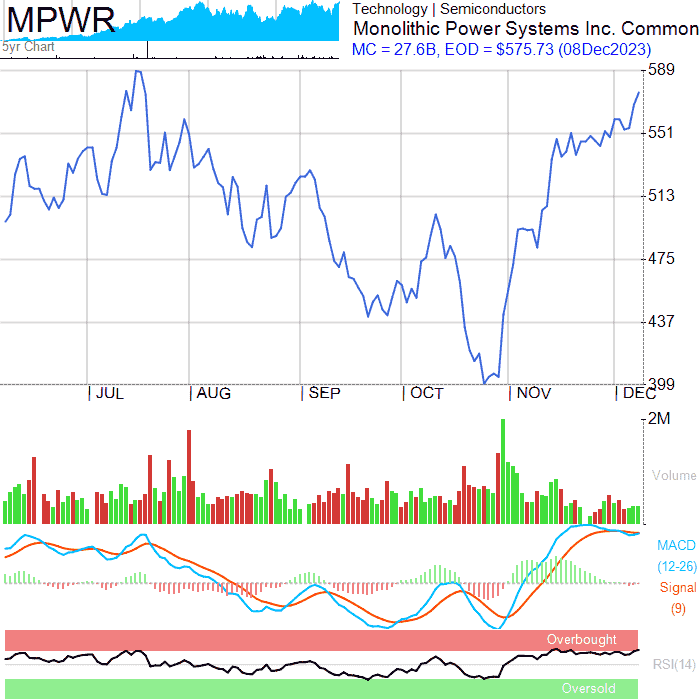 MPWR
5yr Chart
Technology | Semiconductors
Monolithic Power Systems Inc. Common
MC = 27.6B, EOD = $575.73 (08Dec2023)
589
551
513
475
437
399
JUL
AUG
SEP
OCT
NOV
DEC
2M
Volume
MACD
(12-26)
Signal
(9)
Overbought
RSI(14)
Oversold